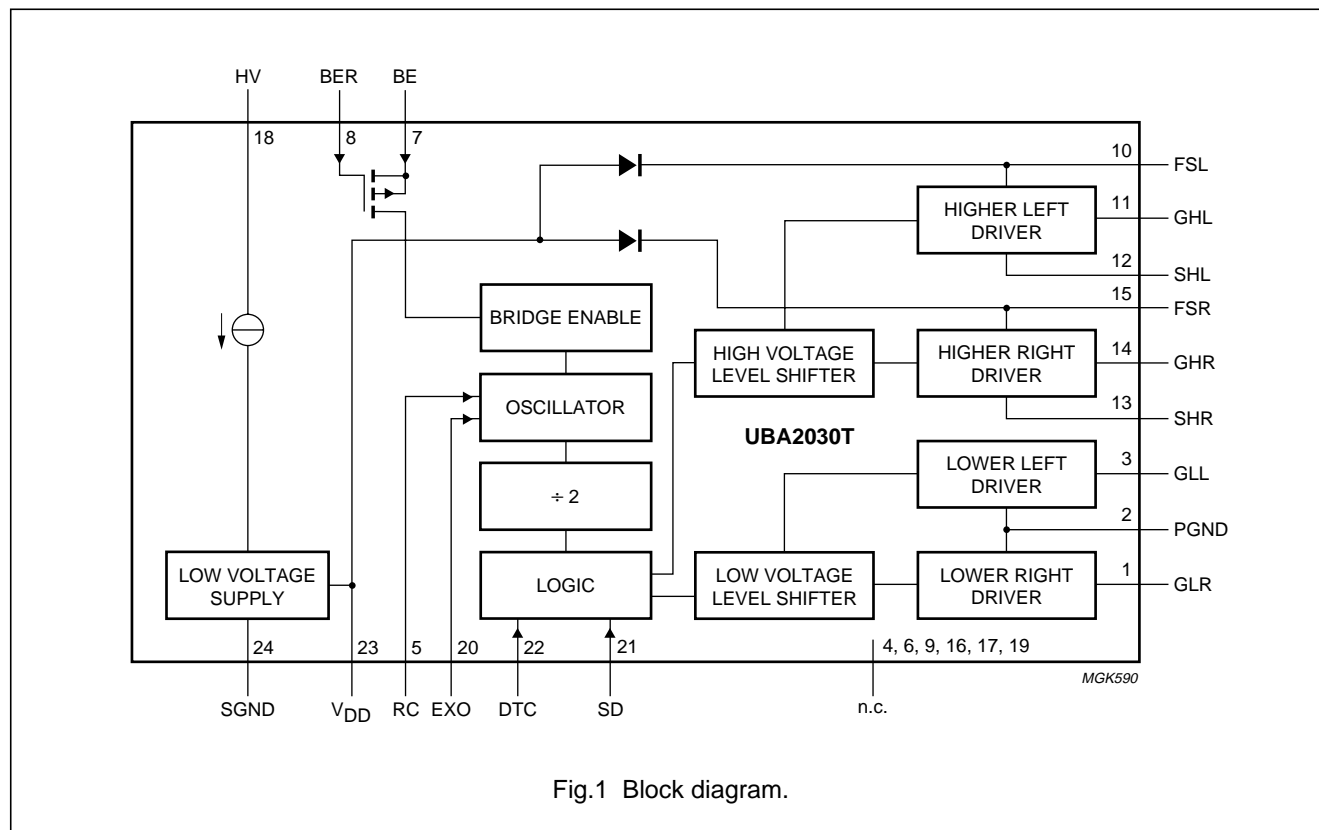 HV BER BE
18 8 7
10
FSL
HIGHER LEFT
DRIVER
11
GHL
12
SHL
15
FSR
BRIDGE ENABLE
HIGH VOLTAGE
LEVEL SHIFTER
HIGHER RIGHT
DRIVER
14
GHR
13
SHR
OSCILLATOR
UBA2030T
LOWER LEFT
DRIVER
3
GLL
÷ 2
2
PGND
LOW VOLTAGE
SUPPLY
LOGIC
LOW VOLTAGE
LEVEL SHIFTER
LOWER RIGHT
DRIVER
1
GLR
24 23 5 20 22 21 4, 6, 9, 16, 17, 19
MGK590
SGND VDD RC EXO DTC SD n.c.
Fig.1 Block diagram.